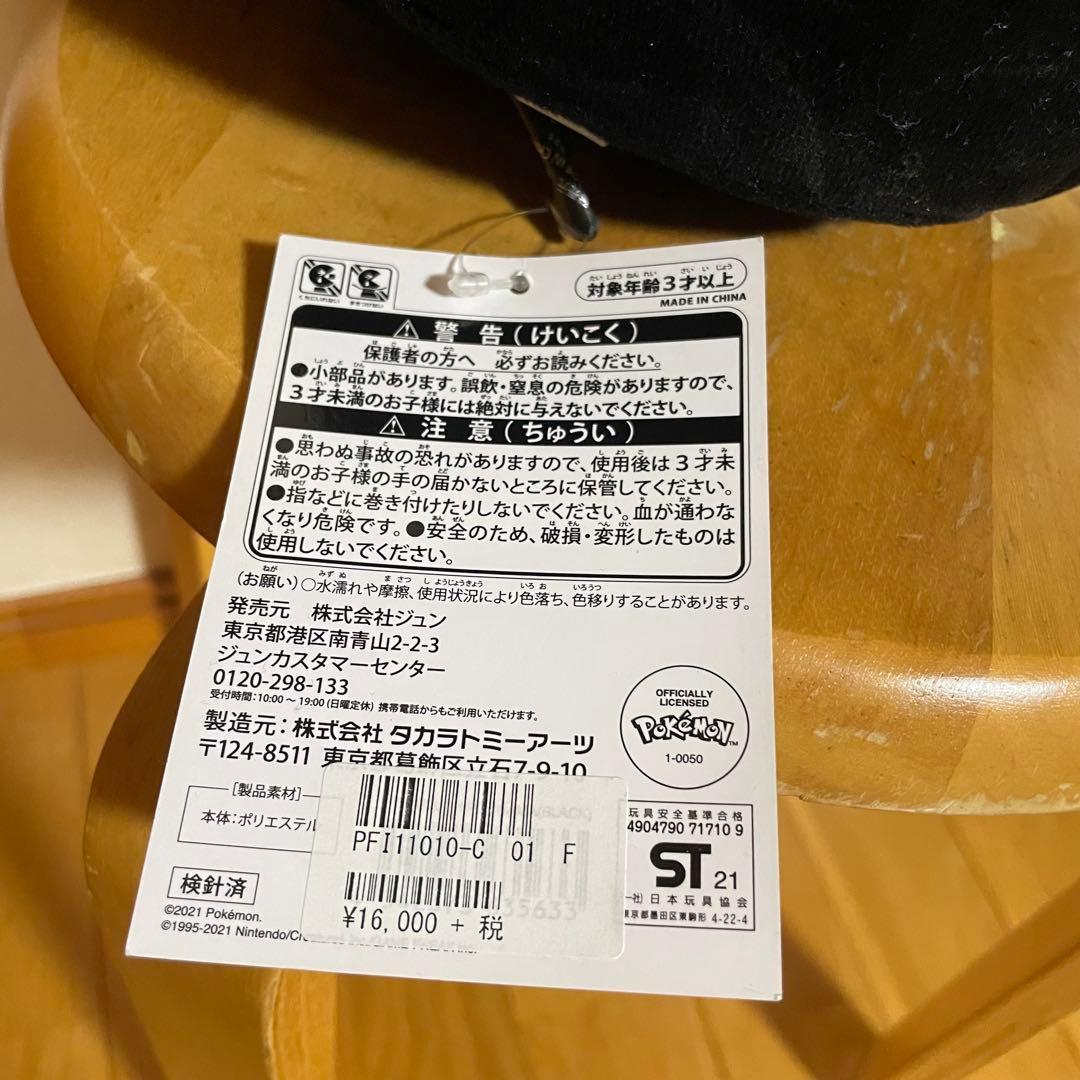 対象年齢3才以上
MADE IN CHINA
警告(けいこく)
保護者の方へ 必ずお読みください。
●小部品があります。誤飲・窒息の危険がありますので、
3才未満のお子様には絶対に与えないでください。
注意(ちゅうい)
●思わぬ事故の恐れがありますので、使用後は3才未
満のお子様の手の届かないところに保管してください。
●指などに巻き付けたりしないでください。血が通わな
くなり危険です。●安全のため、破損・変形したものは
使用しないでください。
(お願い)○水濡れや摩擦、使用状況により色落ち、色移りすることがあります。
発売元 株式会社ジュン
東京都港区南青山2-2-3
ジュンカスタマーセンター
0120-298-133
受付時間:10:00～19:00(日曜定休) 携帯電話からもご利用いただけます。
製造元:株式会社 タカラトミーアーツ
〒124-8511 東京都葛飾区立石7-9-10
OFFICIALLY
LICENSED
POKéMON™
1-0050
[製品素材]
本体:ポリエステル
PFI11010-C 01 F
¥16,000 + 税
35633
玩具安全基準合格
4904790 71710 9
ST 21
日本玩具協会
東京都墨田区東駒形 4-22-4
検針済
©2021 Pokémon.
©1995-2021 Nintendo/Cr